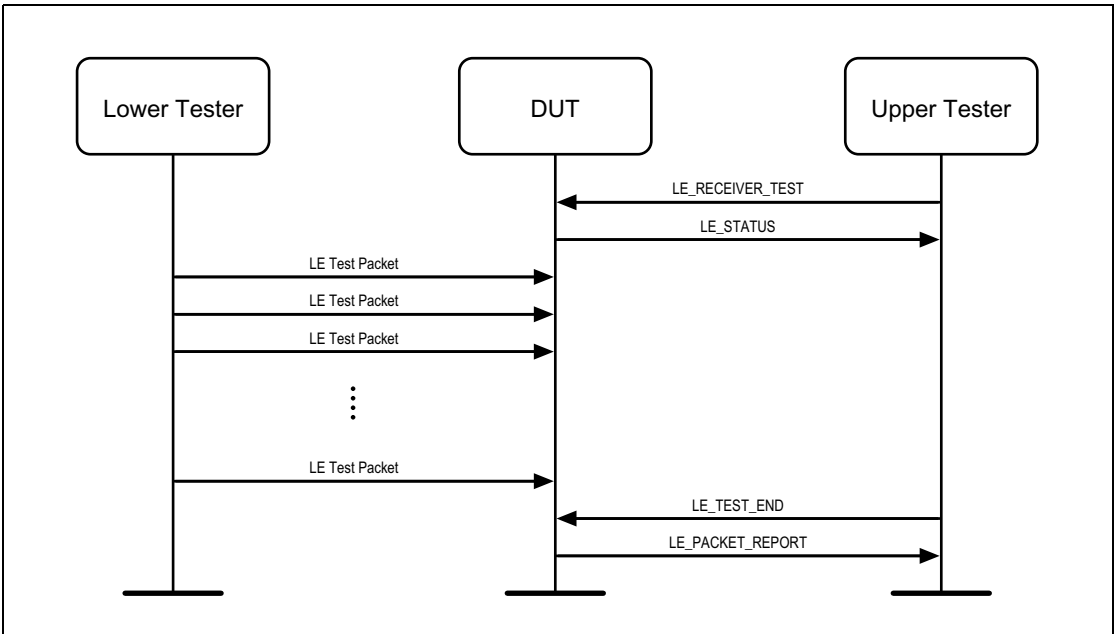 Lower Tester
DUT
Upper Tester
LE_RECEIVER_TEST
LE_STATUS
LE Test Packet
LE Test Packet
LE Test Packet
LE Test Packet
LE_TEST_END
LE_PACKET_REPORT